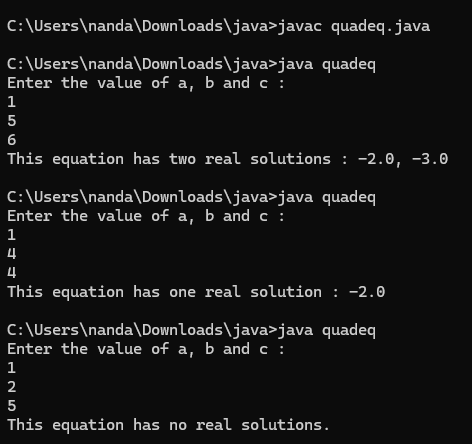 C:\Users\nanda\Downloads\java>javac quadeq.java
C:\Users\nanda\Downloads\java>java quadeq
Enter the value of a, b and c :
1
5
6
This equation has two real solutions : -2.0, -3.0
C:\Users\nanda\Downloads\java>java quadeq
Enter the value of a, b and c :
1
4
4
This equation has one real solution : -2.0
C:\Users\nanda\Downloads\java>java quadeq
Enter the value of a, b and c :
1
2
5
This equation has no real solutions.